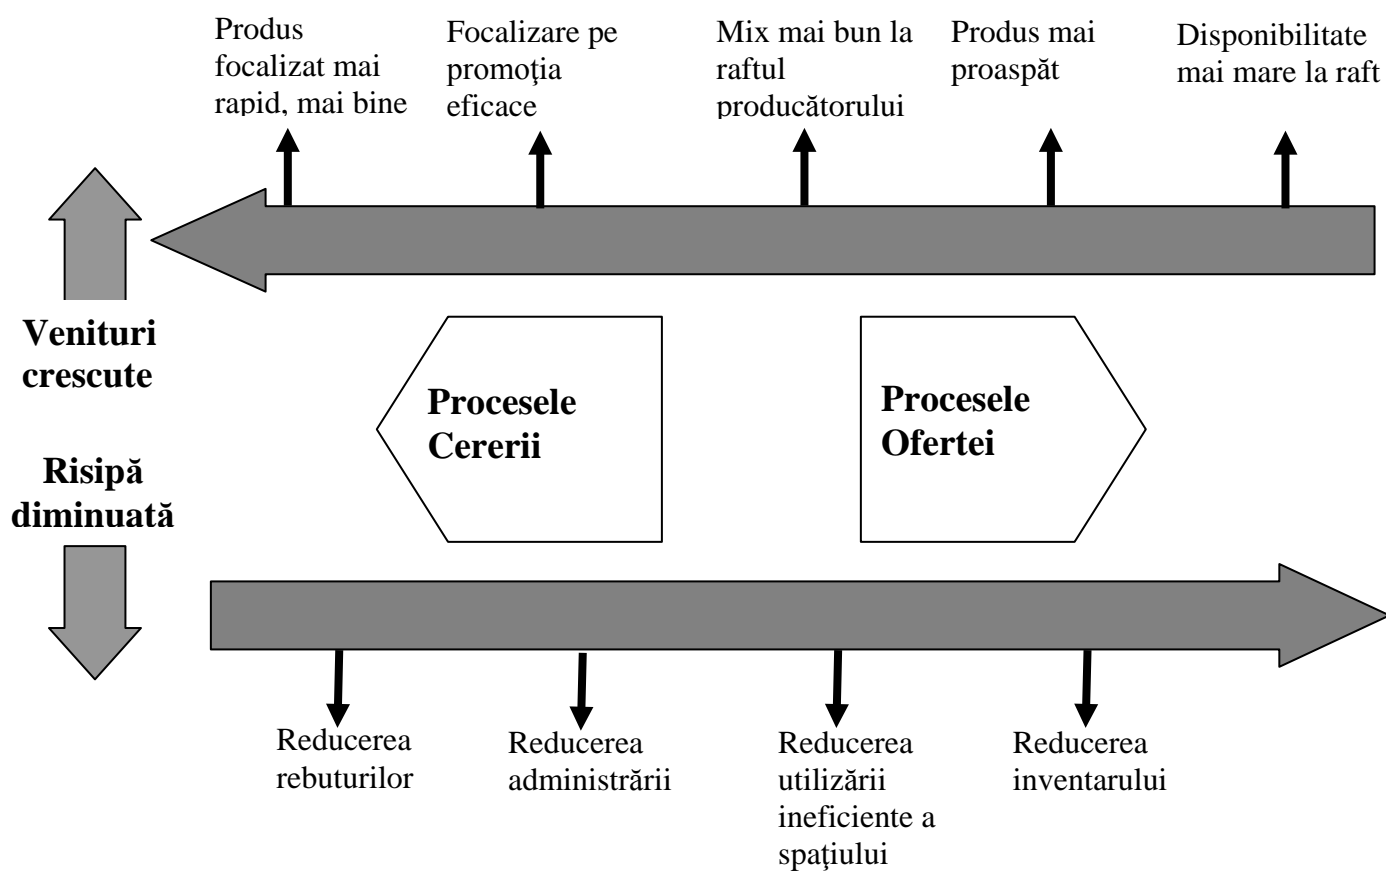 Produs
focalizat mai
rapid, mai bine
Focalizare pe
promoţia
eficace
Mix mai bun la
raftul
producătorului
Produs mai
proaspăt
Disponibilitate
mai mare la raft
Venituri
crescute
Procesele
Cererii
Procesele
Ofertei
Risipă
diminuată
Reducerea
rebuturilor
Reducerea
administrării
Reducerea
utilizării
ineficiente a
spaţiului
Reducerea
inventarului